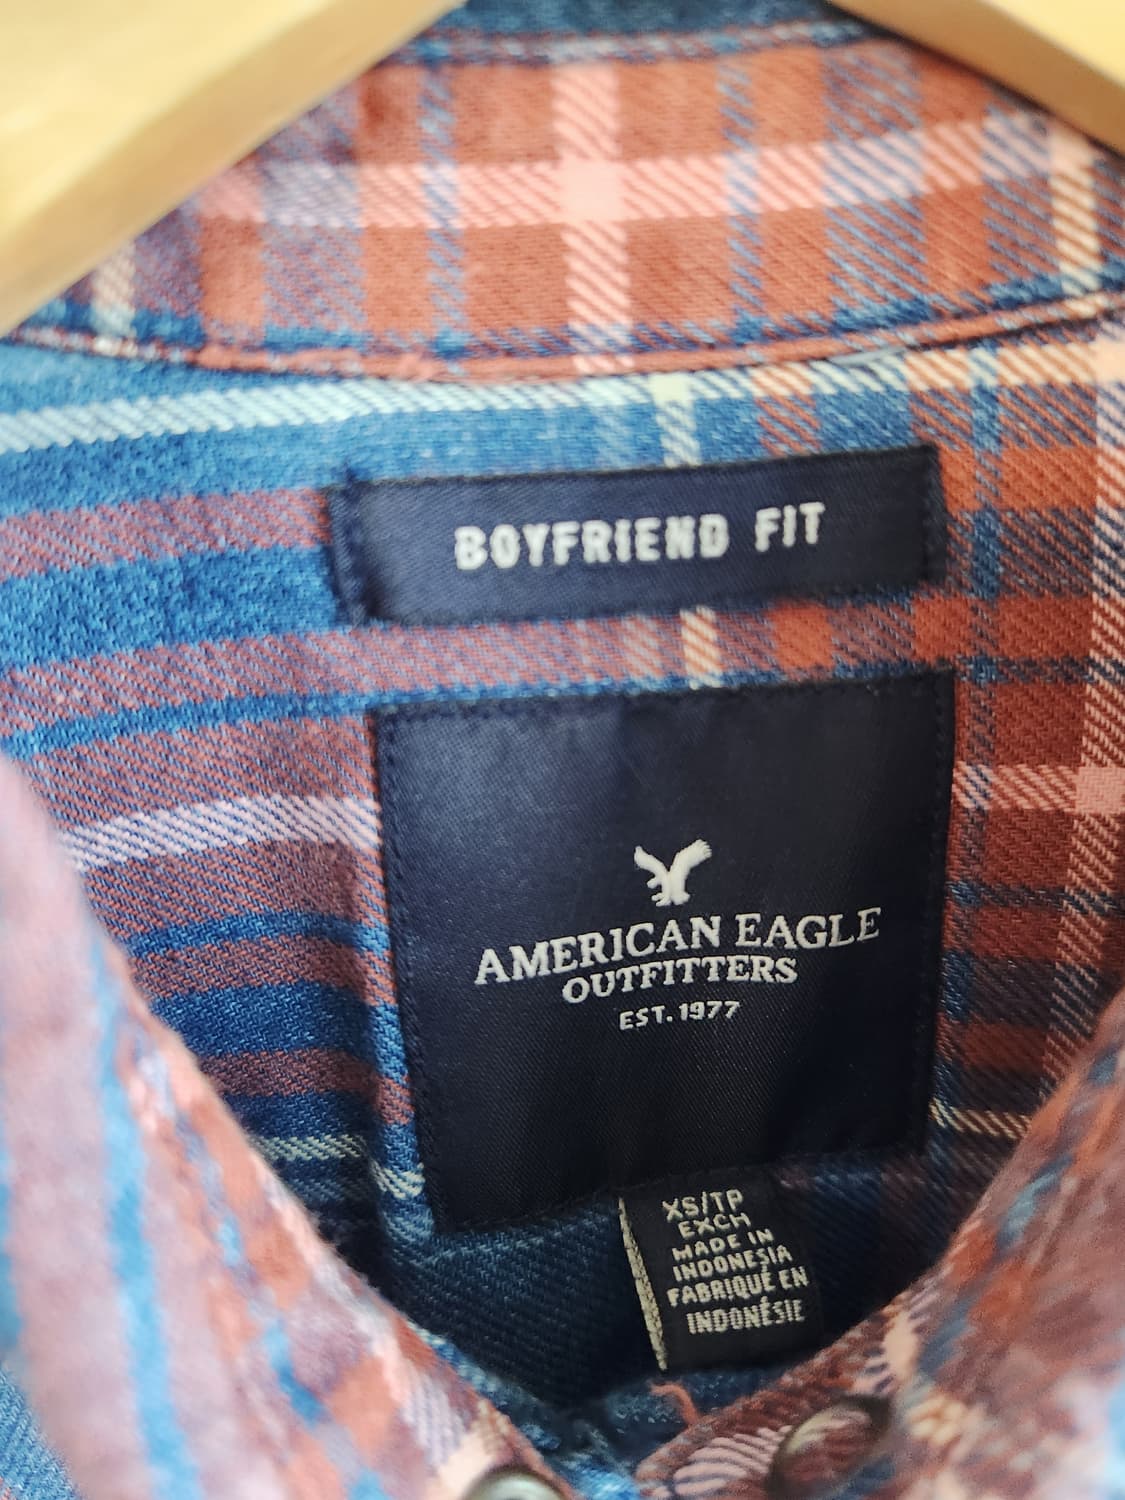 BOYFRIEND FIT
AMERICAN EAGLE
OUTFITTERS
EST. 1977
XS/TP
EXCH
MADE IN
INDONESIA
FABRIQUÉ EN
INDONÉSIE